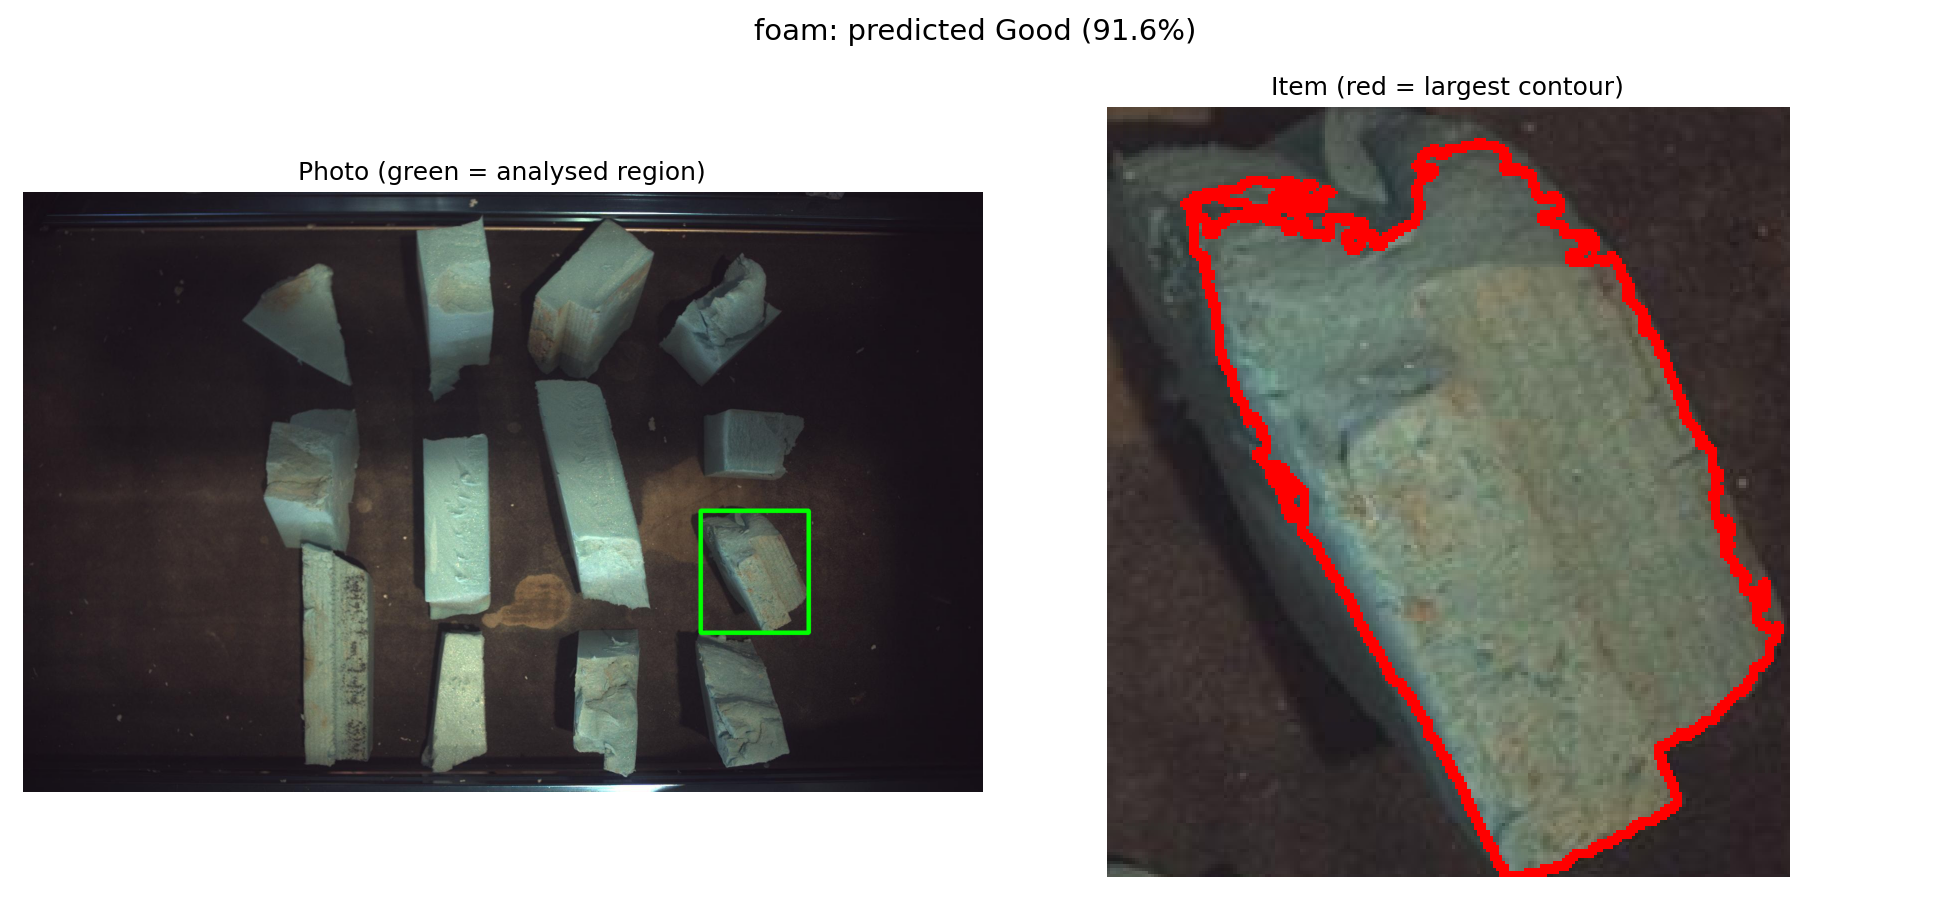 foam: predicted Good (91.6%)
Photo (green = analysed region)
Item (red = largest contour)